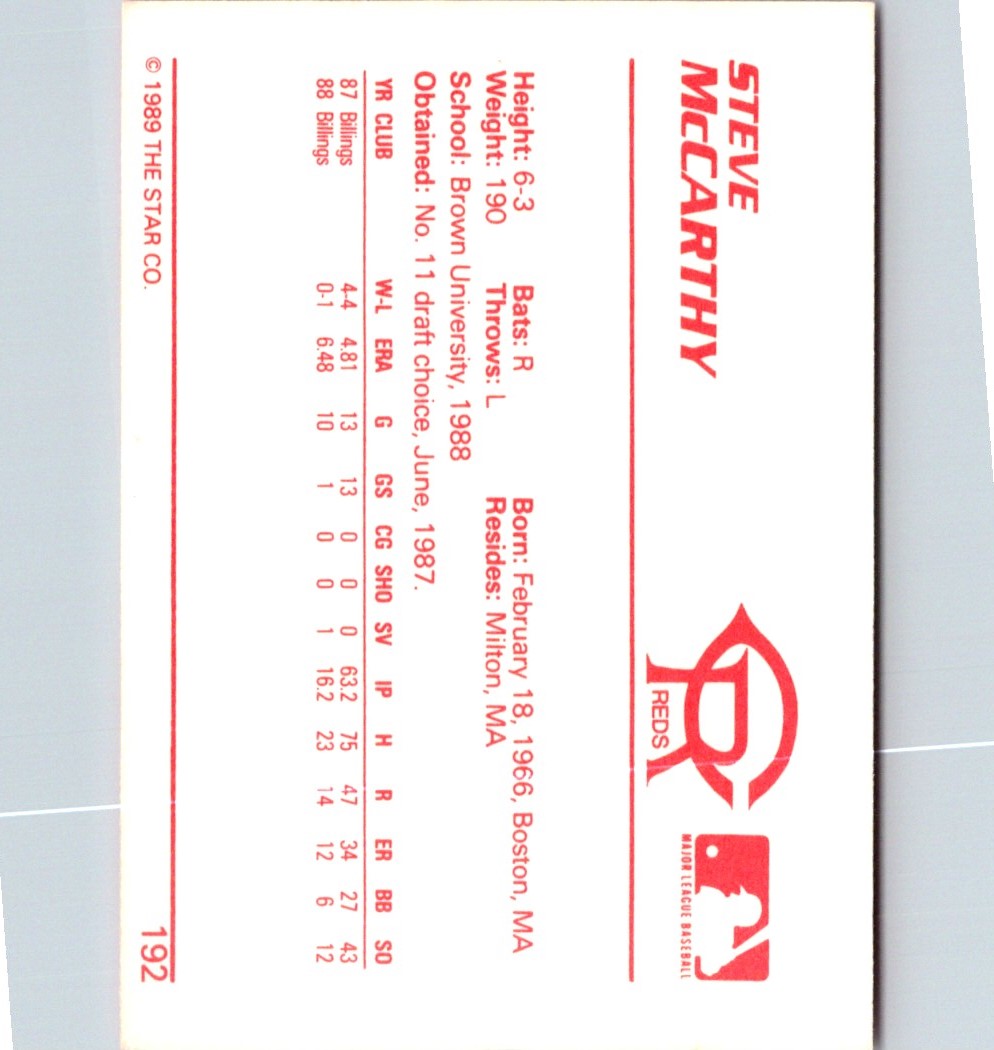 STEVE
McCARTHY
REDS
MAJOR LEAGUE BASEBALL
Height: 6-3 Bats: R Born: February 18, 1966, Boston, MA
Weight: 190 Throws: L Resides: Milton, MA
School: Brown University, 1988
Obtained: No. 11 draft choice, June, 1987.
YR CLUB W-L ERA G GS CG SHO SV IP H R ER BB SO
87 Billings 4-4 4.81 13 13 0 0 0 63.2 75 47 34 27 43
88 Billings 0-1 6.48 10 1 0 0 1 16.2 23 14 12 6 12
© 1989 THE STAR CO. 192